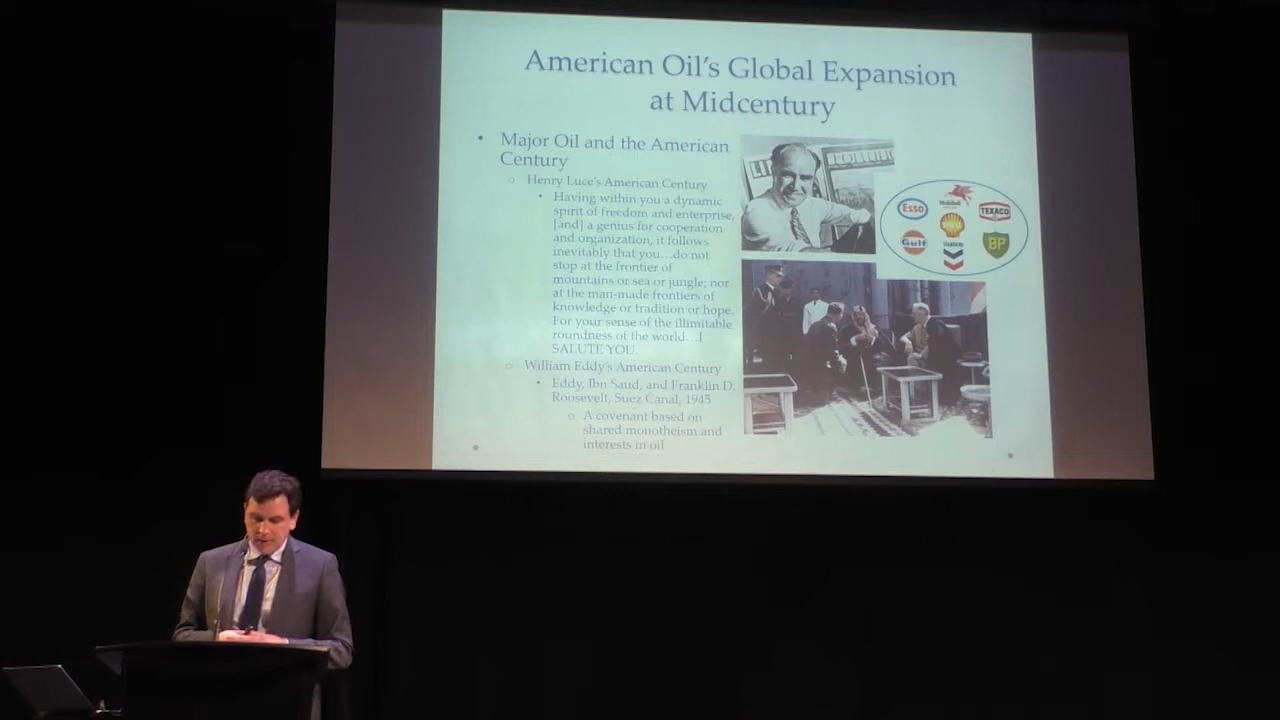 American Oil's Global Expansion
at Midcentury
• Major Oil and the American
Century
○ Henry Luce's American Century
• Having within you a dynamic
spirit of freedom and enterprise,
[and] a genius for cooperation
and organization, it follows
inevitably that you…do not
stop at the frontier of
mountains or sea or jungle; nor
at the man-made frontiers of
knowledge or tradition or hope.
For your sense of the illimitable
roundness of the world…I
SALUTE YOU.
○ William Eddy's American Century
• Eddy, Ibn Saud, and Franklin D.
Roosevelt, Suez Canal, 1945
○ A covenant based on
shared monotheism and
interests in oil
Esso
Mobil
TEXACO
SHELL
Gulf
STANDARD
BP